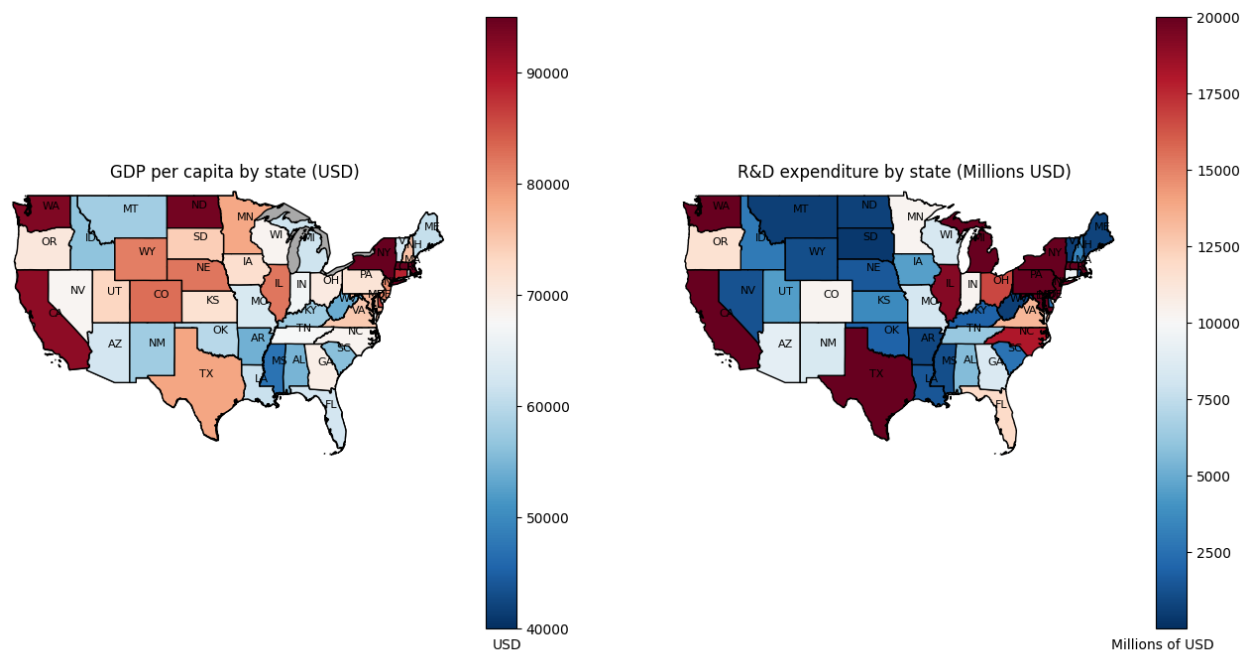 GDP per capita by state (USD)
WA
MT
ND
MN
ME
OR
ID
SD
WI
MI
NY
NH
WY
IA
PA
NE
NV
UT
CO
IL
IN
OH
KS
MO
KY
VA
CA
AZ
NM
OK
AR
TN
NC
SC
TX
MS
AL
GA
LA
FL
90000
80000
70000
60000
50000
40000
USD
R&D expenditure by state (Millions USD)
WA
MT
ND
MN
ME
OR
ID
SD
WI
NY
NH
WY
IA
PA
NE
NV
UT
CO
IL
IN
OH
KS
MO
KY
VA
CA
AZ
NM
OK
AR
TN
NC
SC
TX
MS
AL
GA
LA
FL
20000
17500
15000
12500
10000
7500
5000
2500
Millions of USD